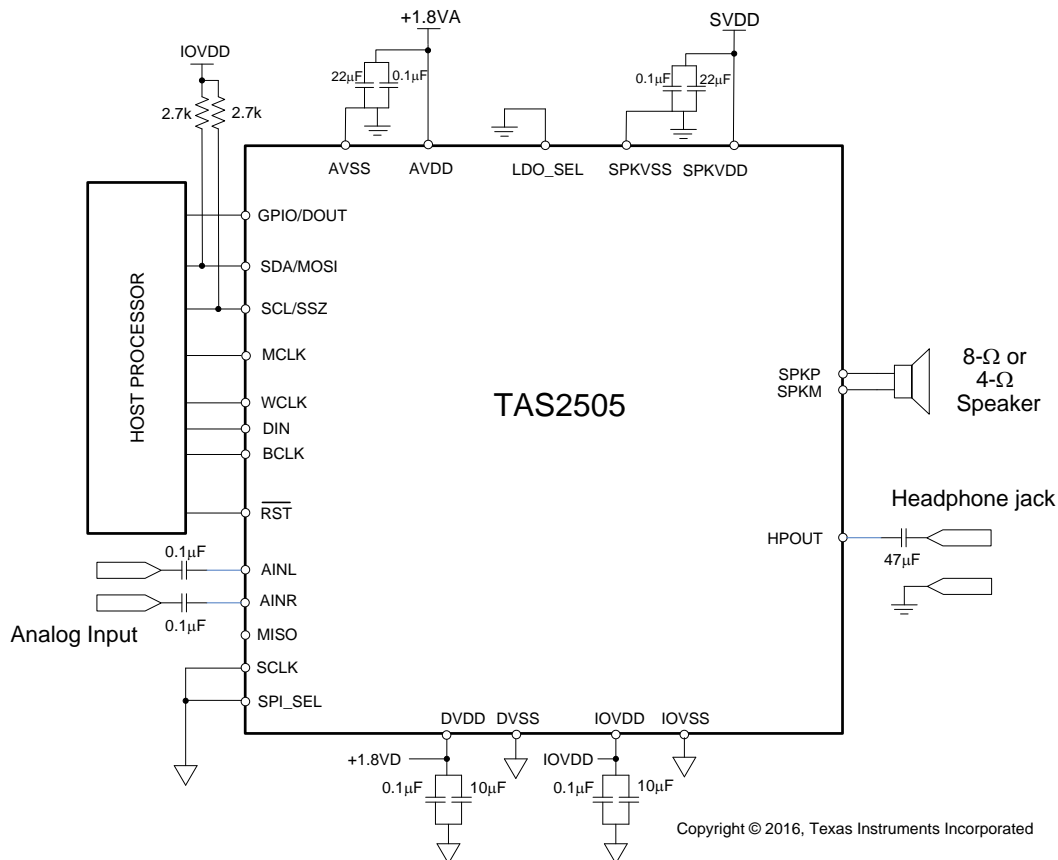 +1.8VA
SVDD
IOVDD
22μF
0.1μF
0.1μF
22μF
2.7k
2.7k
AVSS
AVDD
LDO_SEL
SPKVSS
SPKVDD
HOST PROCESSOR
GPIO/DOUT
SDA/MOSI
SCL/SSZ
MCLK
WCLK
DIN
BCLK
RST
TAS2505
SPKP
SPKM
8-Ω or
4-Ω
Speaker
Headphone jack
HPOUT
47μF
0.1μF
AINL
AINR
0.1μF
Analog Input
MISO
SCLK
SPI_SEL
DVDD
DVSS
IOVDD
IOVSS
+1.8VD
IOVDD
0.1μF
10μF
0.1μF
10μF
Copyright © 2016, Texas Instruments Incorporated